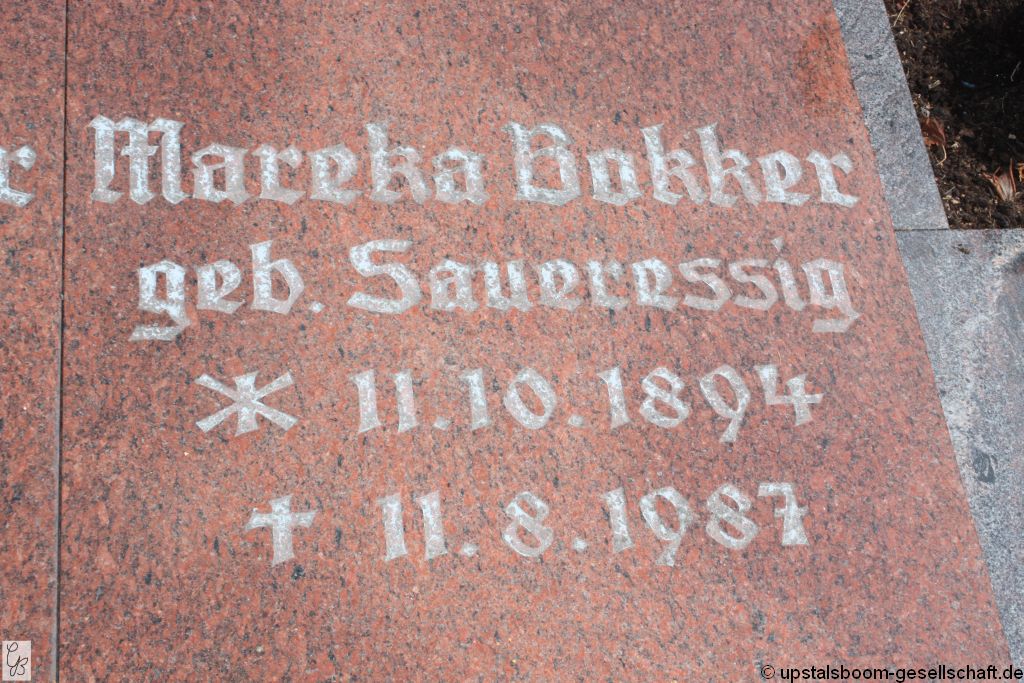 Mareka Bokker
geb. Saueressig
* 11.10.1894
† 11.8.1987
© upstalsboom-gesellschaft.de